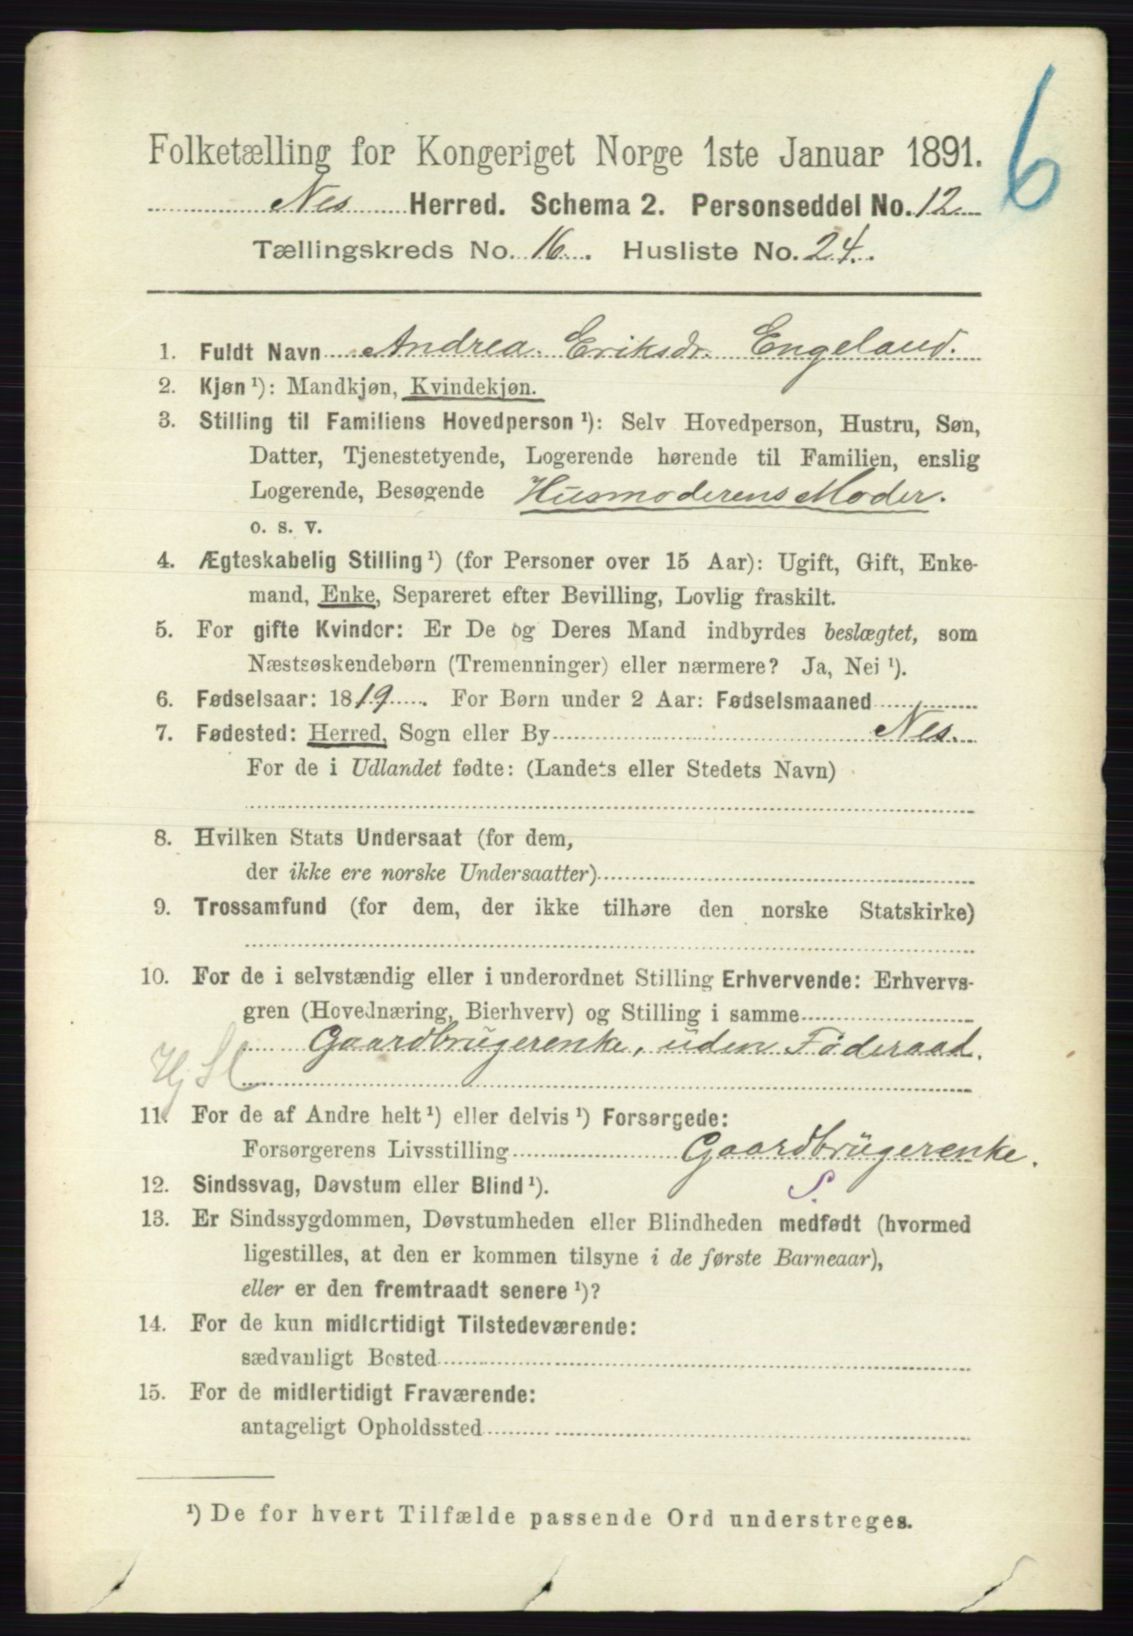 6
Folketælling for Kongeriget Norge 1ste Januar 1891.
Nes Herred. Schema 2. Personseddel No. 12
Tællingskreds No. 16. Husliste No. 24.
1. Fuldt Navn Andrea Eriksdr. Engeland.
2. Kjøn ¹): Mandkjøn, Kvindekjøn.
3. Stilling til Familiens Hovedperson ¹): Selv Hovedperson, Hustru, Søn,
Datter, Tjenestetyende, Logerende hørende til Familien, enslig
Logerende, Besøgende Husmoderens Moder.
o. s. v.
4. Ægteskabelig Stilling ¹) (for Personer over 15 Aar): Ugift, Gift, Enke-
mand, Enke, Separeret efter Bevilling, Lovlig fraskilt.
5. For gifte Kvinder: Er De og Deres Mand indbyrdes beslægtet, som
Næstsøskendebørn (Tremenninger) eller nærmere? Ja, Nei ¹).
6. Fødselsaar: 1819. For Børn under 2 Aar: Fødselsmaaned
7. Fødested: Herred, Sogn eller By Nes.
For de i Udlandet fødte: (Landets eller Stedets Navn)
8. Hvilken Stats Undersaat (for dem,
der ikke ere norske Undersaatter)
9. Trossamfund (for dem, der ikke tilhøre den norske Statskirke)
10. For de i selvstændig eller i underordnet Stilling Erhvervende: Erhvervs-
gren (Hovednæring, Bierhverv) og Stilling i samme
Gaardbrugerenke, uden Føderaad.
11. For de af Andre helt ¹) eller delvis ¹) Forsørgede:
Forsørgerens Livsstilling Gaardbrugerenke.
12. Sindssvag, Døvstum eller Blind ¹). S.
13. Er Sindssygdommen, Døvstumheden eller Blindheden medfødt (hvormed
ligestilles, at den er kommen tilsyne i de første Barneaar),
eller er den fremtraadt senere ¹)?
14. For de kun midlertidigt Tilstedeværende:
sædvanligt Bosted
15. For de midlertidigt Fraværende:
antageligt Opholdssted
¹) De for hvert Tilfælde passende Ord understreges.